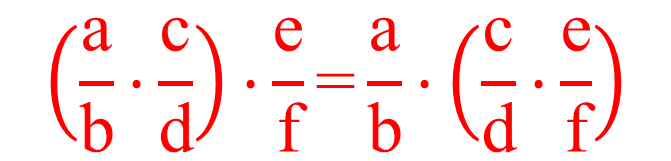 (a/b · c/d) · e/f = a/b · (c/d · e/f)